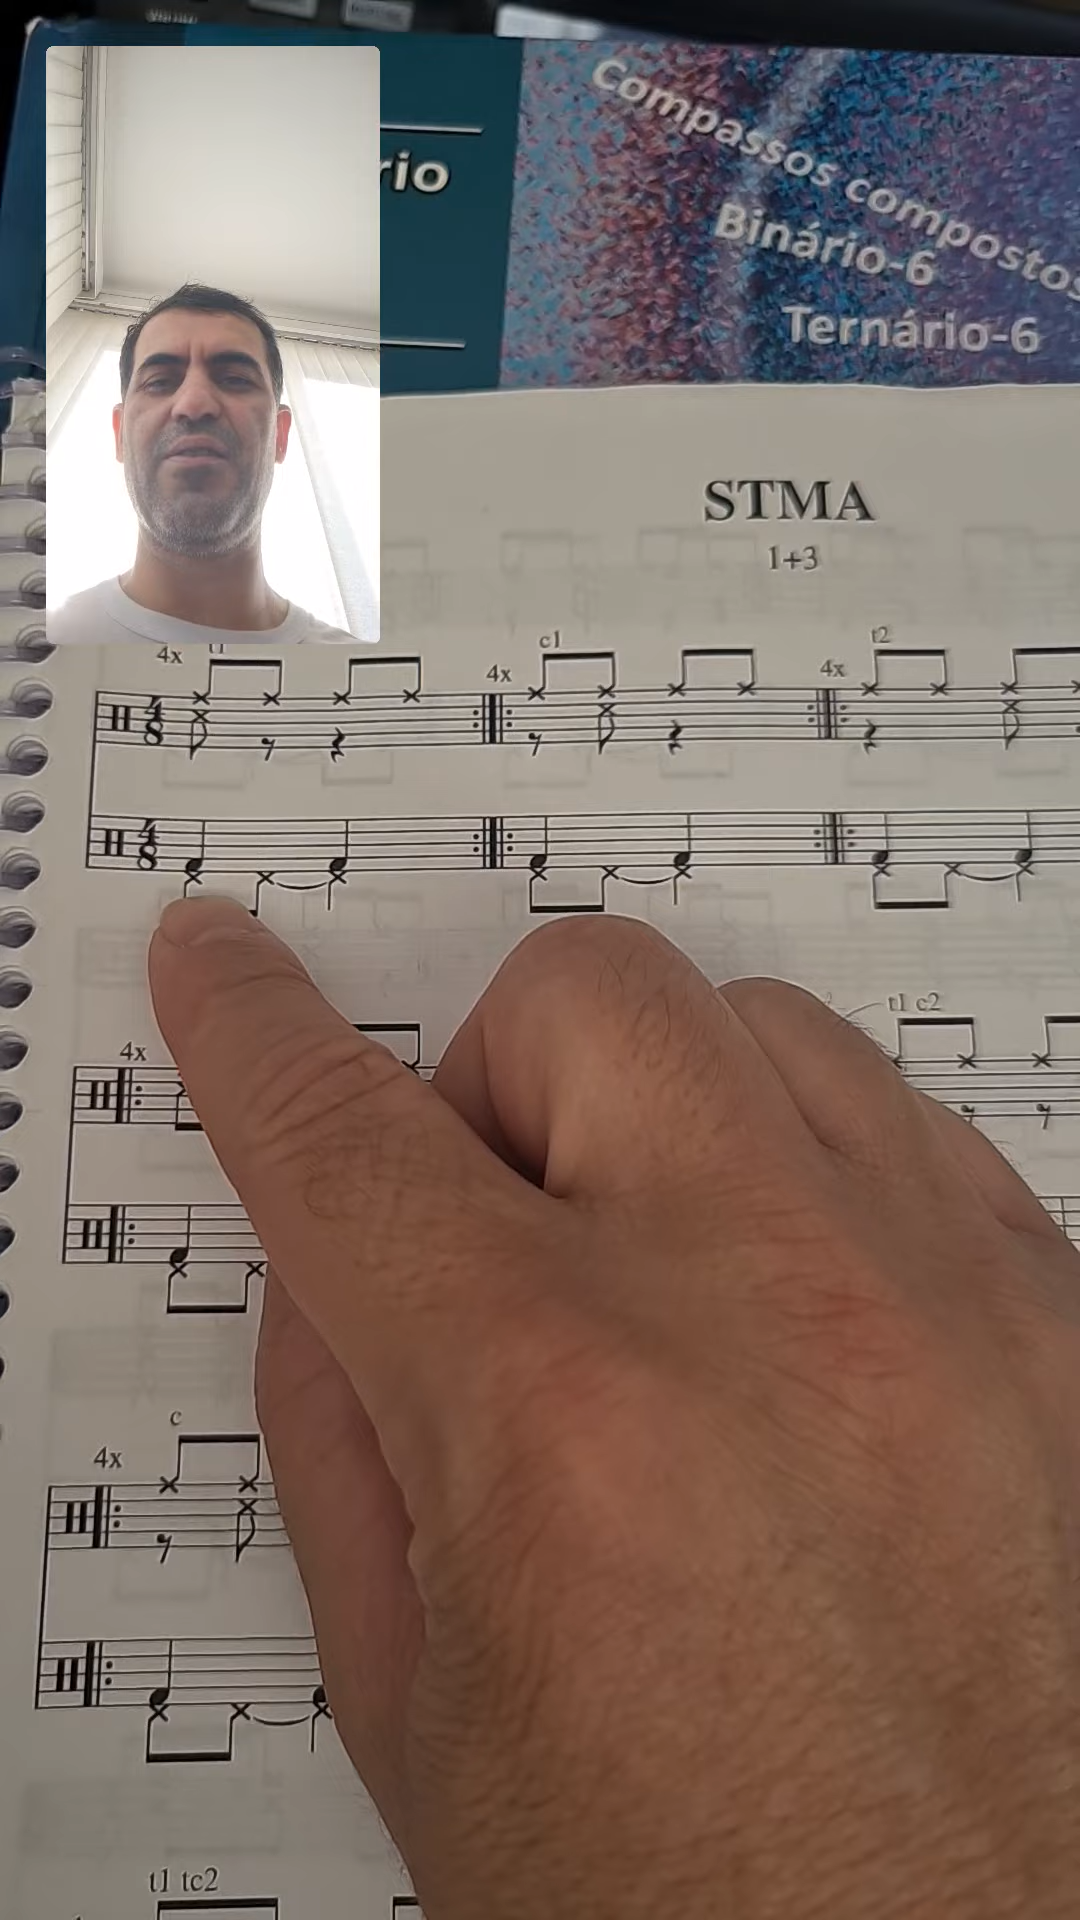 rio
Compassos compostos
Binário-6
Ternário-6
STMA
1+3
4x t1
4x c1
4x t2
4
8
4
8
4x
t1 c2
4x c
t1 tc2